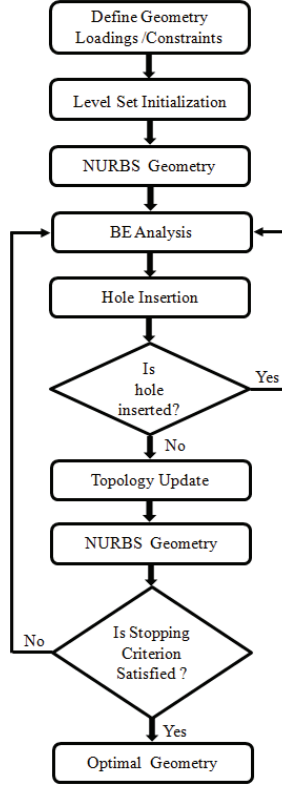 Define Geometry
Loadings /Constraints
Level Set Initialization
NURBS Geometry
BE Analysis
Hole Insertion
Is
hole
inserted?
Yes
No
Topology Update
NURBS Geometry
Is Stopping
Criterion
Satisfied ?
No
Yes
Optimal Geometry